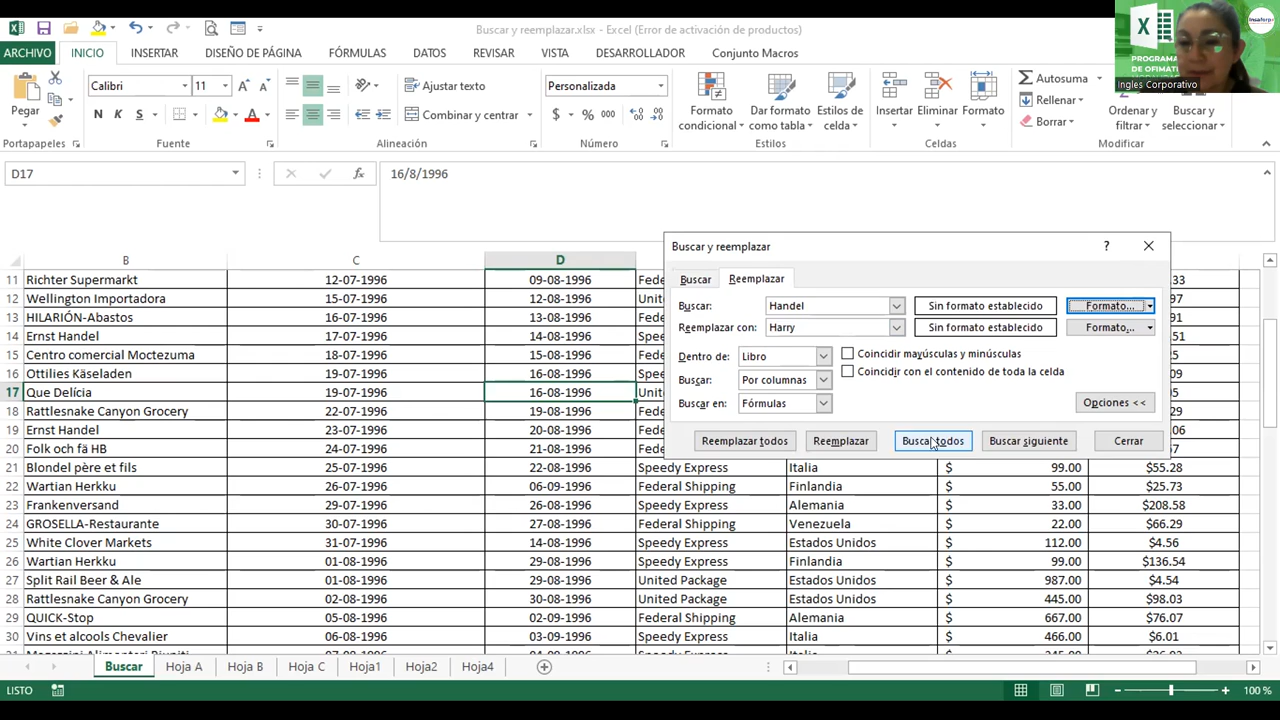 Buscar y reemplazar.xlsx - Excel (Error de activación de productos)
ARCHIVO INICIO INSERTAR DISEÑO DE PÁGINA FÓRMULAS DATOS REVISAR VISTA DESARROLLADOR Conjunto Macros
PROGRAMA
DE OFIMATI
Ingles Corporativo
insaforp
Pegar
Calibri 11
N K S
Ajustar texto
Combinar y centrar
Personalizada
$ % 000
Formato condicional
Dar formato como tabla
Estilos de celda
Insertar Eliminar Formato
Autosuma
Rellenar
Borrar
Ordenar y filtrar
Buscar y seleccionar
Portapapeles Fuente Alineación Número Estilos Celdas Modificar
D17 fx 16/8/1996
B C D
11 Richter Supermarkt 12-07-1996 09-08-1996 Fede 33
12 Wellington Importadora 15-07-1996 12-08-1996 Unit 97
13 HILARIÓN-Abastos 16-07-1996 13-08-1996 Fede
14 Ernst Handel 17-07-1996 14-08-1996 Fede
15 Centro comercial Moctezuma 18-07-1996 15-08-1996 Fede
16 Ottilies Käseladen 19-07-1996 16-08-1996 Spee
17 Que Delícia 19-07-1996 16-08-1996 Unit
18 Rattlesnake Canyon Grocery 22-07-1996 19-08-1996 Fede 29
19 Ernst Handel 23-07-1996 20-08-1996 Fede 06
20 Folk och fä HB 24-07-1996 21-08-1996 Fede
21 Blondel père et fils 25-07-1996 22-08-1996 Speedy Express Italia $ 99.00 $55.28
22 Wartian Herkku 26-07-1996 06-09-1996 Federal Shipping Finlandia $ 55.00 $25.73
23 Frankenversand 29-07-1996 26-08-1996 Speedy Express Alemania $ 33.00 $208.58
24 GROSELLA-Restaurante 30-07-1996 27-08-1996 Federal Shipping Venezuela $ 22.00 $66.29
25 White Clover Markets 31-07-1996 14-08-1996 Speedy Express Estados Unidos $ 112.00 $4.56
26 Wartian Herkku 01-08-1996 29-08-1996 Speedy Express Finlandia $ 99.00 $136.54
27 Split Rail Beer & Ale 01-08-1996 29-08-1996 United Package Estados Unidos $ 987.00 $4.54
28 Rattlesnake Canyon Grocery 02-08-1996 30-08-1996 United Package Estados Unidos $ 445.00 $98.03
29 QUICK-Stop 05-08-1996 02-09-1996 Federal Shipping Alemania $ 667.00 $76.07
30 Vins et alcools Chevalier 06-08-1996 03-09-1996 Speedy Express Italia $ 466.00 $6.01
Buscar y reemplazar ?
Buscar Reemplazar
Buscar: Handel Sin formato establecido Formato...
Reemplazar con: Harry Sin formato establecido Formato...
Dentro de: Libro Coincidir mayúsculas y minúsculas
Buscar: Por columnas Coincidir con el contenido de toda la celda
Buscar en: Fórmulas Opciones <<
Reemplazar todos Reemplazar Buscar todos Buscar siguiente Cerrar
Buscar Hoja A Hoja B Hoja C Hoja1 Hoja2 Hoja4
LISTO 100 %